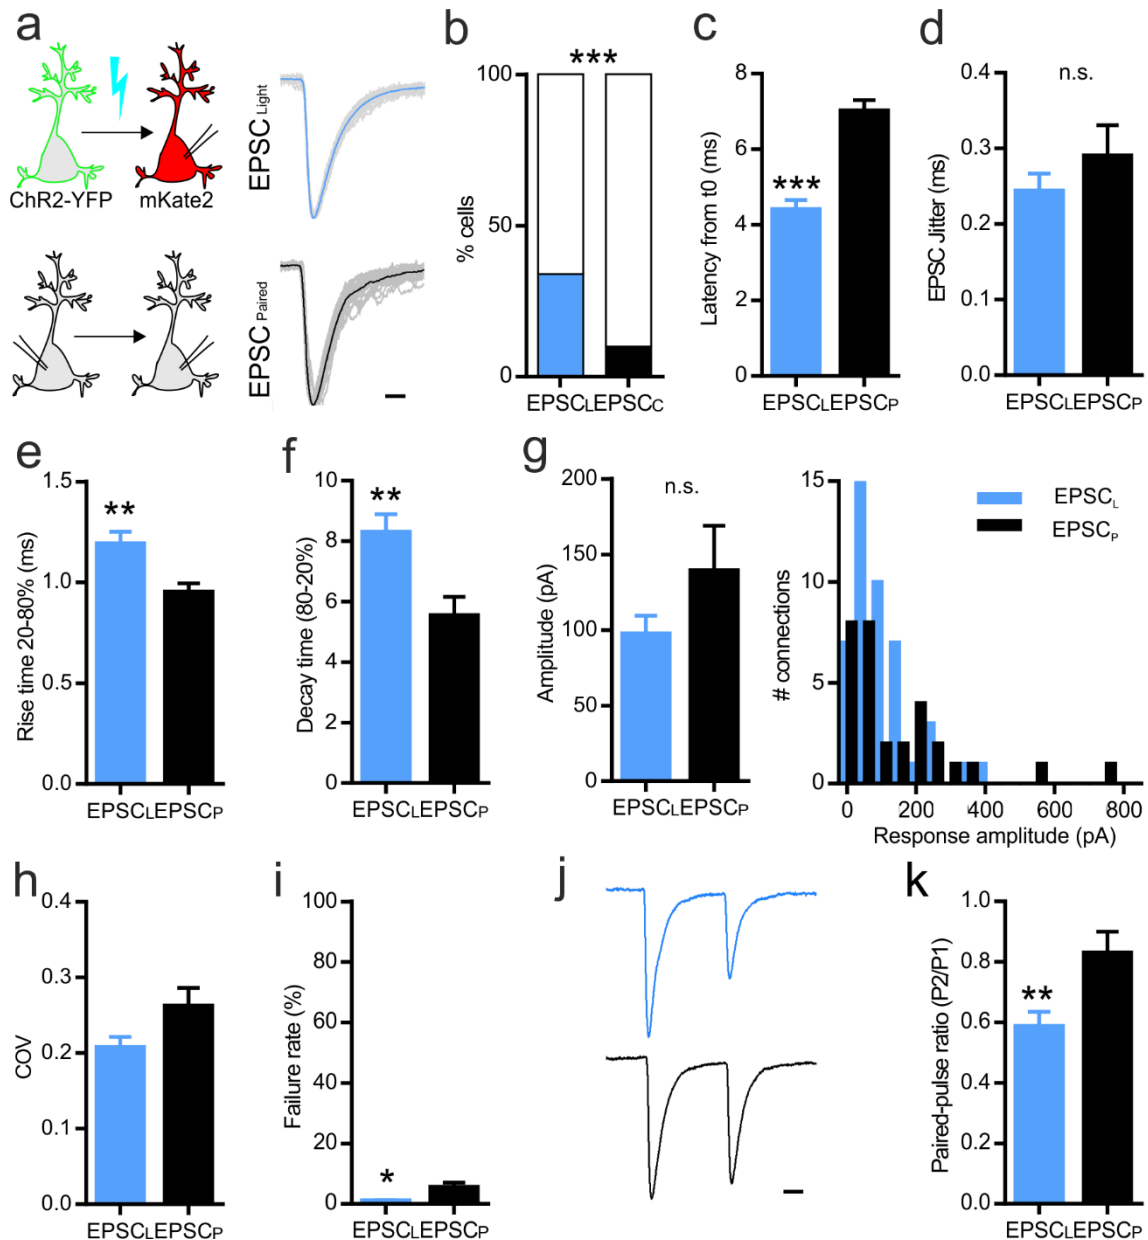 a
ChR2-YFP
mKate2
EPSC Light
EPSC Paired
b
***
% cells
100
50
0
EPSCL EPSCC
c
Latency from t0 (ms)
8
6
4
2
0
***
EPSCL EPSCP
d
EPSC Jitter (ms)
0.4
0.3
0.2
0.1
0.0
n.s.
EPSCL EPSCP
e
Rise time 20-80% (ms)
1.5
1.0
0.5
0.0
**
EPSCL EPSCP
f
Decay time (80-20%)
10
8
6
4
2
0
**
EPSCL EPSCP
g
Amplitude (pA)
200
150
100
50
0
n.s.
EPSCL EPSCP
# connections
15
10
5
0
0 200 400 600 800
Response amplitude (pA)
EPSCL
EPSCP
h
COV
0.4
0.3
0.2
0.1
0.0
EPSCL EPSCP
i
Failure rate (%)
100
80
60
40
20
0
*
EPSCL EPSCP
j
k
Paired-pulse ratio (P2/P1)
1.0
0.8
0.6
0.4
0.2
0.0
**
EPSCL EPSCP